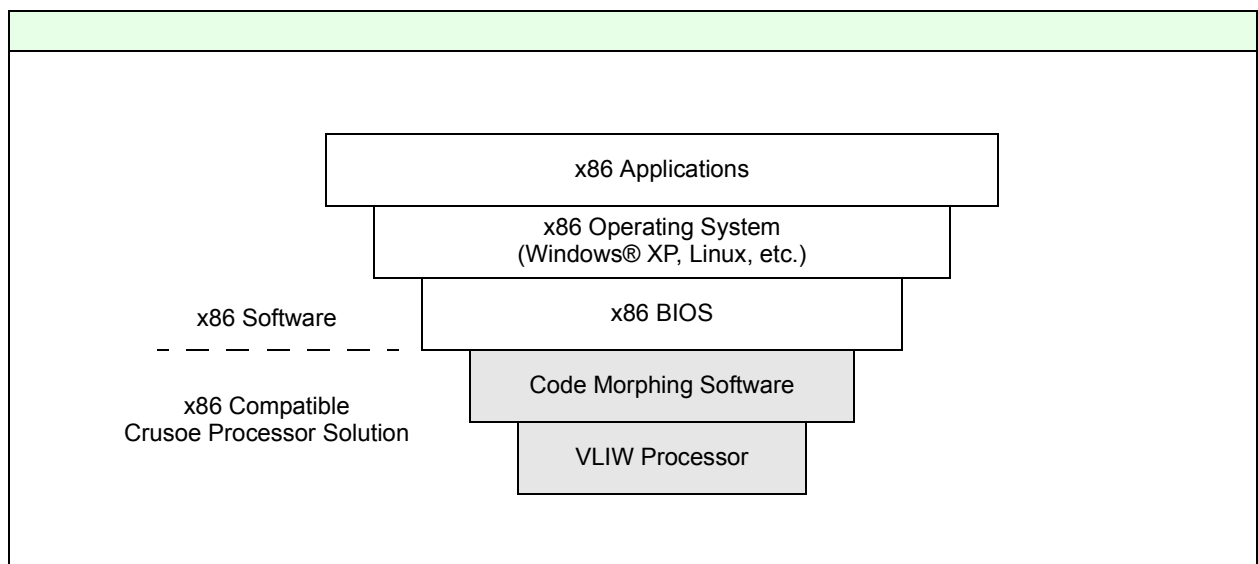 x86 Applications
x86 Operating System
(Windows® XP, Linux, etc.)
x86 BIOS
x86 Software
Code Morphing Software
x86 Compatible
Crusoe Processor Solution
VLIW Processor